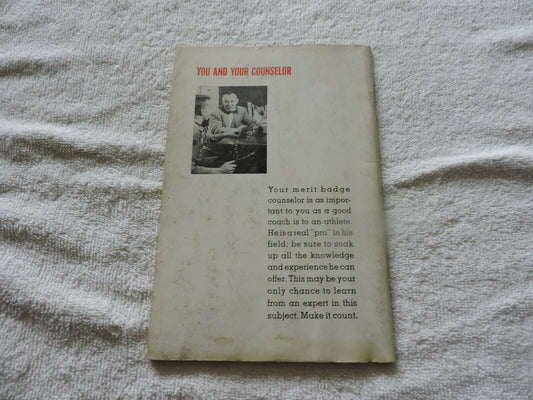 YOU AND YOUR COUNSELOR
Your merit badge
counselor is as impor-
tant to you as a good
coach is to an athlete.
He is a real "pro" in his
field; be sure to soak
up all the knowledge
and experience he can
offer. This may be your
only chance to learn
from an expert in this
subject. Make it count.